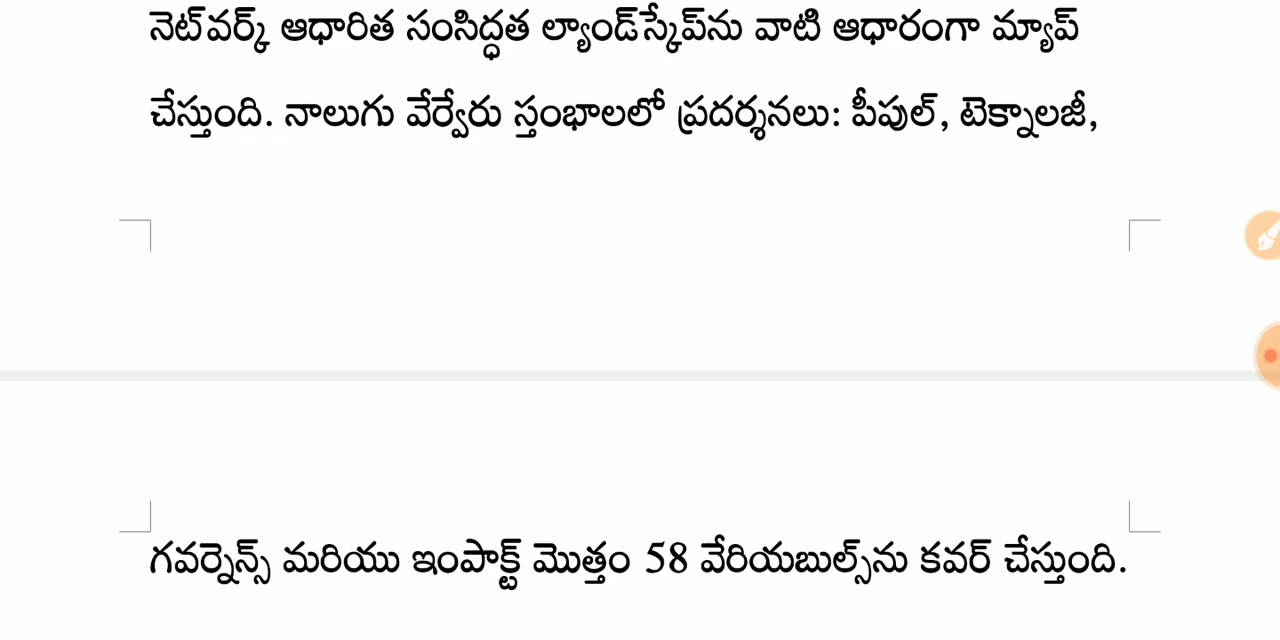 నెట్‌వర్క్ ఆధారిత సంసిద్ధత ల్యాండ్‌స్కేప్‌ను వాటి ఆధారంగా మ్యాప్
చేస్తుంది. నాలుగు వేర్వేరు స్తంభాలలో ప్రదర్శనలు: పీపుల్, టెక్నాలజీ,
గవర్నెన్స్ మరియు ఇంపాక్ట్ మొత్తం 58 వేరియబుల్స్‌ను కవర్ చేస్తుంది.